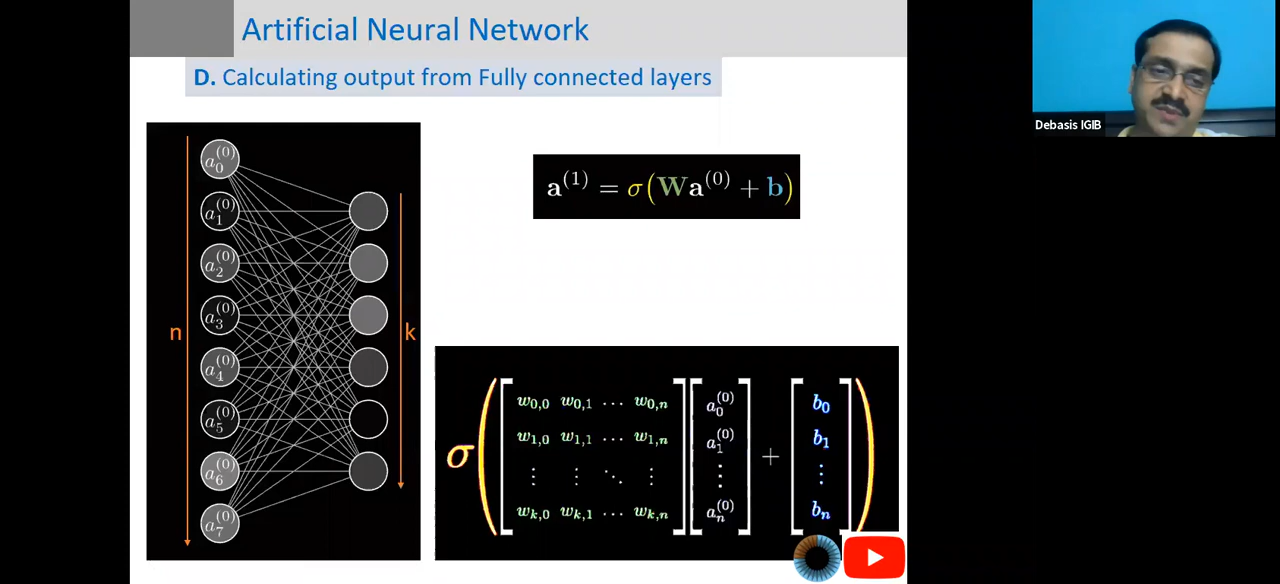 Artificial Neural Network
D. Calculating output from Fully connected layers
Debasis IGIB
a₀⁽⁰⁾
a₁⁽⁰⁾
a₂⁽⁰⁾
a₃⁽⁰⁾
a₄⁽⁰⁾
a₅⁽⁰⁾
a₆⁽⁰⁾
a₇⁽⁰⁾
n
k
a⁽¹⁾ = σ(Wa⁽⁰⁾ + b)
σ
w₀,₀ w₀,₁ ⋯ w₀,ₙ
w₁,₀ w₁,₁ ⋯ w₁,ₙ
⋮ ⋮ ⋱ ⋮
wₖ,₀ wₖ,₁ ⋯ wₖ,ₙ
a₀⁽⁰⁾
a₁⁽⁰⁾
⋮
aₙ⁽⁰⁾
+
b₀
b₁
⋮
bₙ